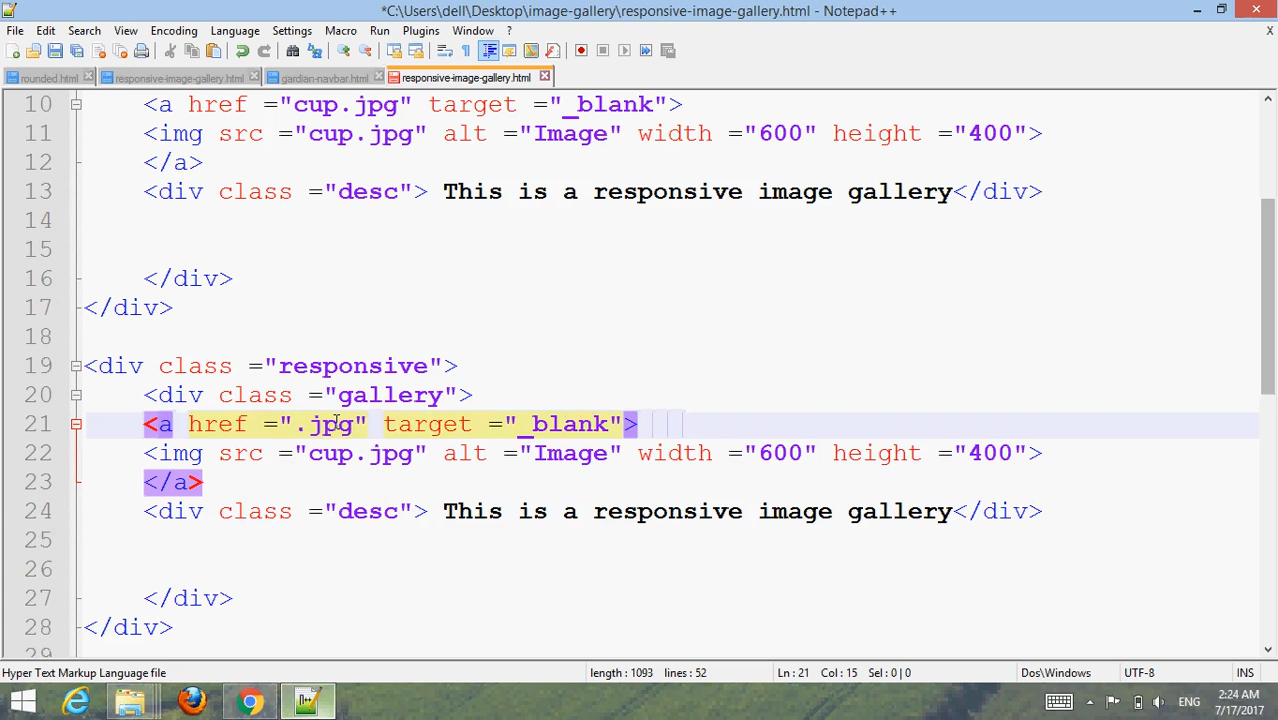 *C:\Users\dell\Desktop\image-gallery\responsive-image-gallery.html - Notepad++
File Edit Search View Encoding Language Settings Macro Run Plugins Window ? X
rounded.html responsive-image-gallery.html gardian-navbar.html responsive-image-gallery.html
10 <a href ="cup.jpg" target ="_blank">
11 <img src ="cup.jpg" alt ="Image" width ="600" height ="400">
12 </a>
13 <div class ="desc"> This is a responsive image gallery</div>
14
15
16 </div>
17 </div>
18
19 <div class ="responsive">
20 <div class ="gallery">
21 <a href =".jpg" target ="_blank">
22 <img src ="cup.jpg" alt ="Image" width ="600" height ="400">
23 </a>
24 <div class ="desc"> This is a responsive image gallery</div>
25
26
27 </div>
28 </div>
29
Hyper Text Markup Language file length : 1093 lines : 52 Ln : 21 Col : 15 Sel : 0 | 0 Dos\Windows UTF-8 INS
ENG 2:24 AM
7/17/2017